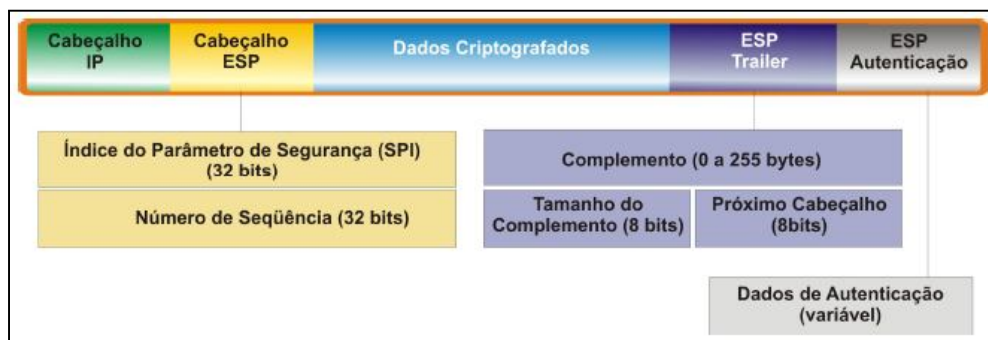 Cabeçalho
IP
Cabeçalho
ESP
Dados Criptografados
ESP
Trailer
ESP
Autenticação
Índice do Parâmetro de Segurança (SPI)
(32 bits)
Número de Seqüência (32 bits)
Complemento (0 a 255 bytes)
Tamanho do
Complemento (8 bits)
Próximo Cabeçalho
(8bits)
Dados de Autenticação
(variável)